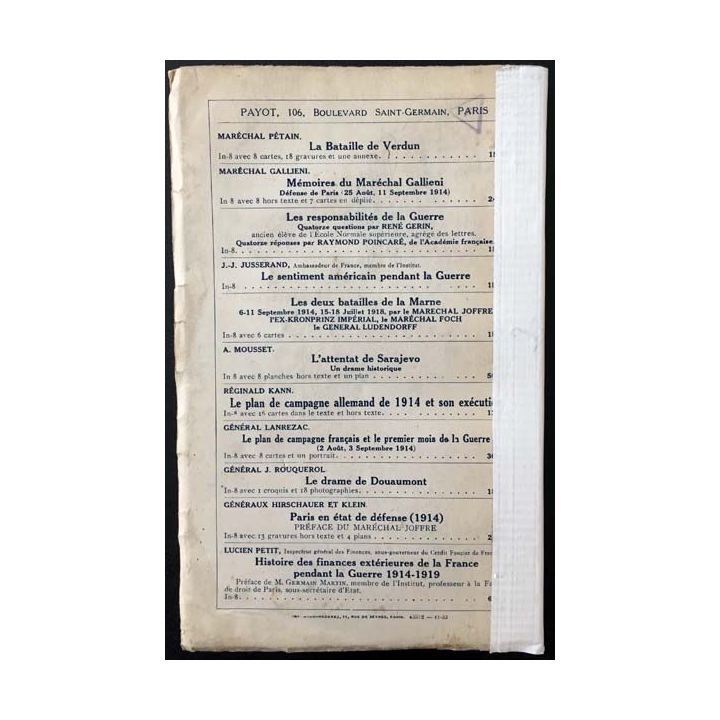 PAYOT, 106, BOULEVARD SAINT-GERMAIN, PARIS
MARÉCHAL PÉTAIN.
La Bataille de Verdun
In-8 avec 8 cartes, 18 gravures et une annexe. . . . . . . . . . . .
MARÉCHAL GALLIENI.
Mémoires du Maréchal Gallieni
Défense de Paris (25 Août, 11 Septembre 1914)
In 8 avec 8 hors texte et 7 cartes en déplié. . . . . . . . . . . .
Les responsabilités de la Guerre
Quatorze questions par RENÉ GERIN,
ancien élève de l'École Normale supérieure, agrégé des lettres.
Quatorze réponses par RAYMOND POINCARÉ, de l'Académie française
In-8. . . . . . . . . . . . . . . . . . . . . . . . .
J.-J. JUSSERAND, Ambassadeur de France, membre de l'Institut.
Le sentiment américain pendant la Guerre
In-8 . . . . . . . . . . . . . . . . . . . . . . . .
Les deux batailles de la Marne
6-11 Septembre 1914, 15-18 Juillet 1918, par le MARECHAL JOFFRE
l'EX-KRONPRINZ IMPÉRIAL, le MARÉCHAL FOCH
le GENERAL LUDENDORFF
In-8 avec 6 cartes . . . . . . . . . . . . . . . . . . .
A. MOUSSET.
L'attentat de Sarajevo
Un drame historique
In 8 avec 8 planches hors texte et un plan . . . . . . . . . . . .
RÉGINALD KANN.
Le plan de campagne allemand de 1914 et son exécuti
In-8 avec 16 cartes dans le texte et hors texte. . . . . . . . . . .
GÉNÉRAL LANREZAC.
Le plan de campagne français et le premier mois de la Guerre
(2 Août, 3 Septembre 1914)
In-8 avec 8 cartes et un portrait. . . . . . . . . . . . . . .
GÉNÉRAL J. ROUQUEROL
Le drame de Douaumont
In-8 avec 1 croquis et 18 photographies. . . . . . . . . . . . .
GÉNÉRAUX HIRSCHAUER ET KLEIN.
Paris en état de défense (1914)
PRÉFACE DU MARÉCHAL JOFFRE
In-8 avec 13 gravures hors texte et 4 plans . . . . . . . . . . .
LUCIEN PETIT, Inspecteur général des Finances, sous-gouverneur du Crédit Foncier de Fran
Histoire des finances extérieures de la France
pendant la Guerre 1914-1919
Préface de M. GERMAIN MARTIN, membre de l'Institut, professeur à la Fa
de droit de Paris, sous-secrétaire d'État.
In-8. . . . . . . . . . . . . . . . . . . . . . . . .
RUE DE SÈVRES, PARIS.